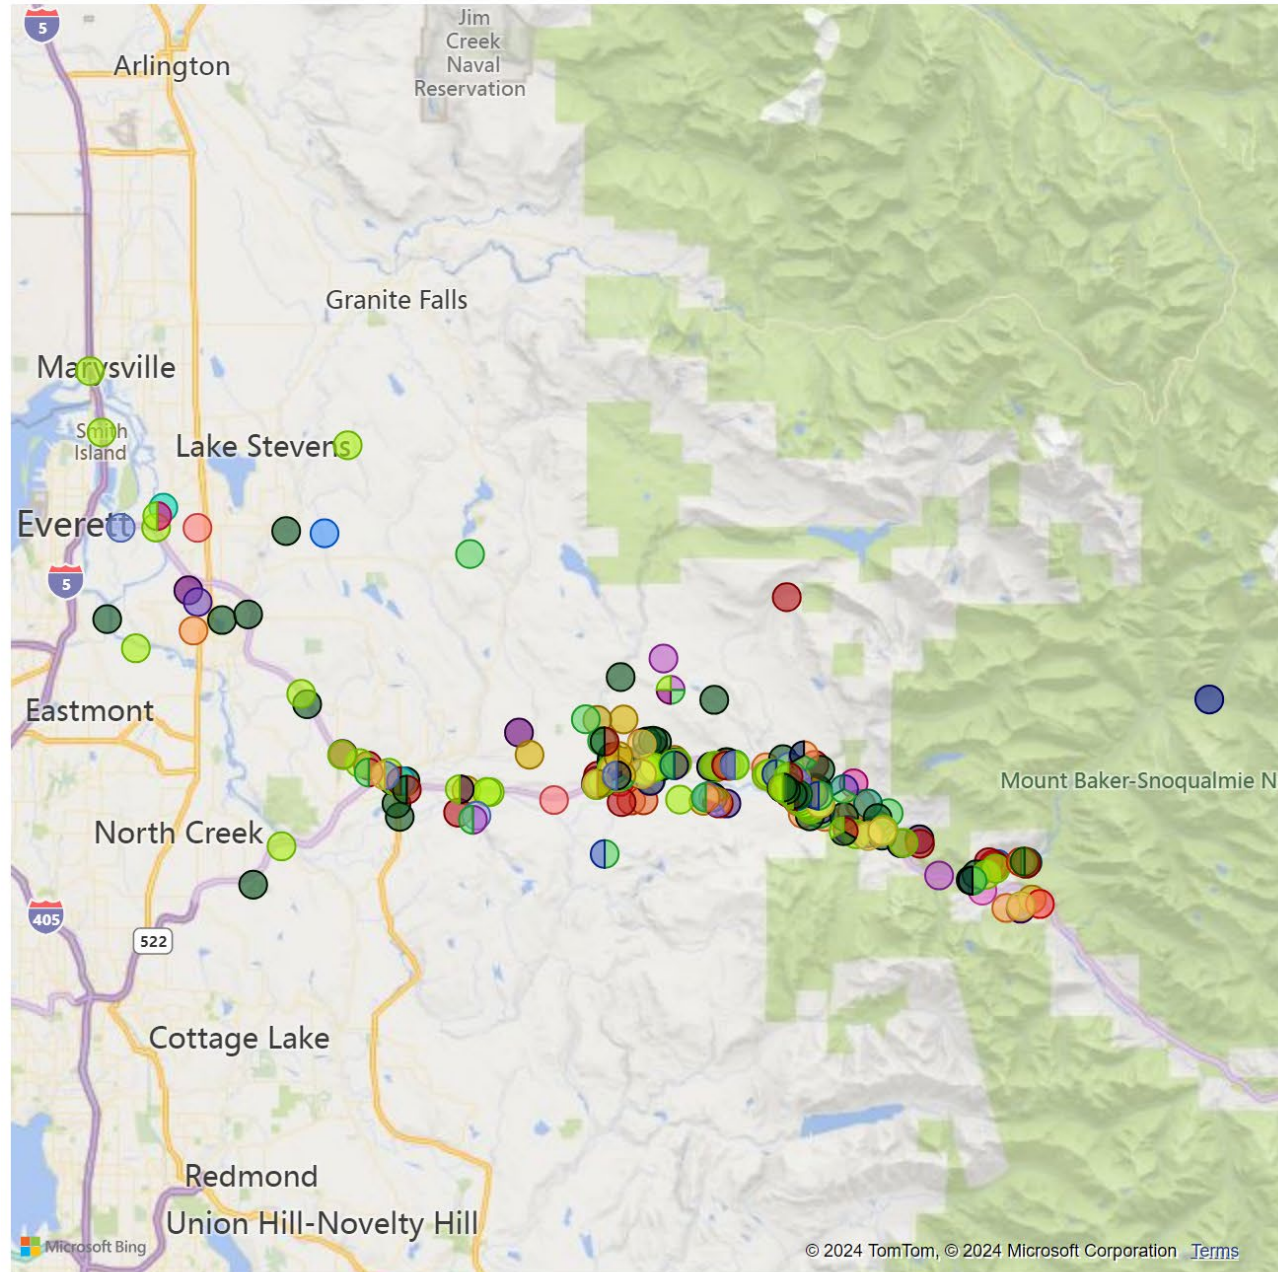 5
Jim
Creek
Naval
Reservation
Arlington
Granite Falls
Marysville
Smith
Island
Lake Stevens
Everett
5
Eastmont
Mount Baker-Snoqualmie N
North Creek
405
522
Cottage Lake
Redmond
Union Hill-Novelty Hill
Microsoft Bing
© 2024 TomTom, © 2024 Microsoft Corporation Terms